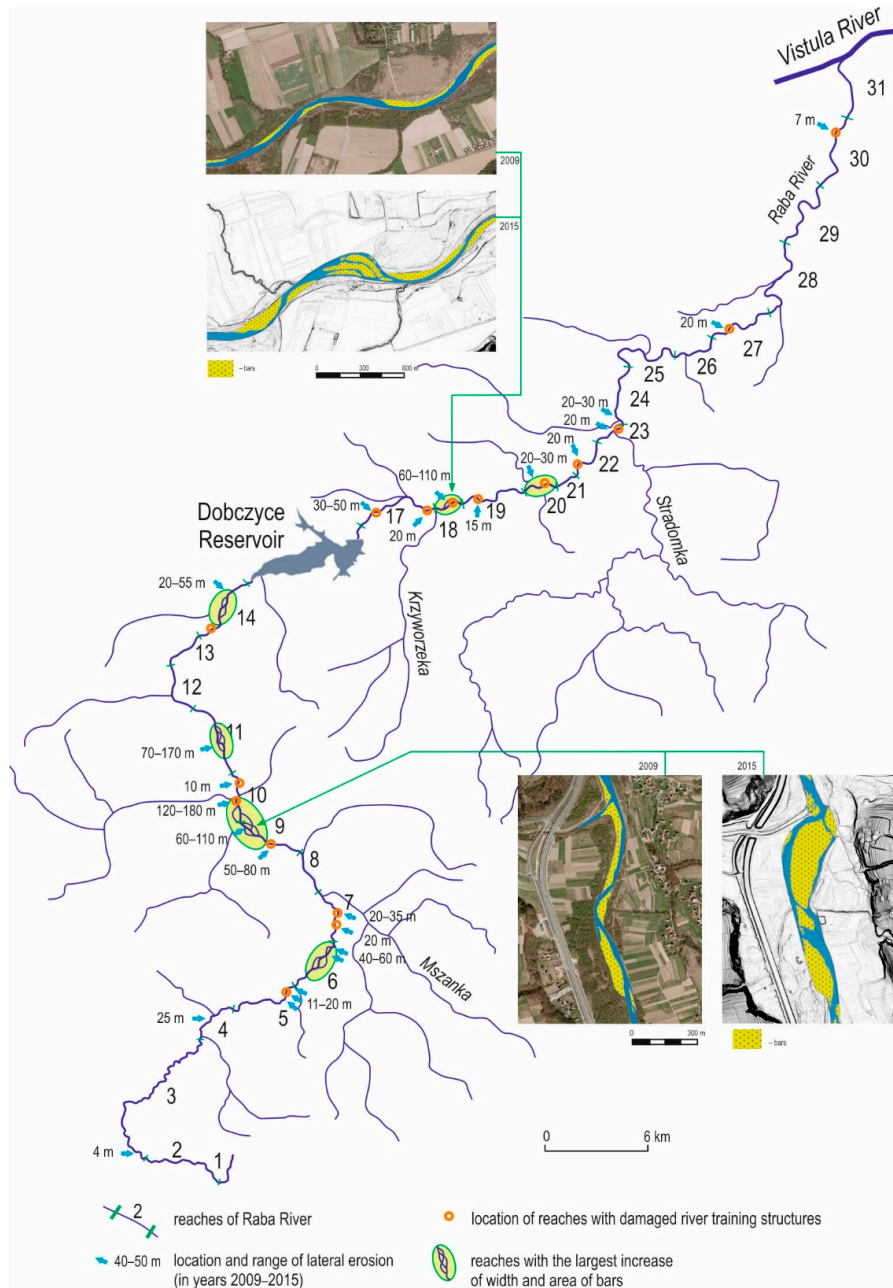 Vistula River
31
7 m
30
2009
Raba River
2015
29
28
20 m
27
– bars
0 300 600 m
26
25
24
20–30 m
20 m
23
20 m
22
20–30 m
21
60–110 m
20
19
30–50 m
17
18
15 m
20 m
Dobczyce
Reservoir
Stradomka
20–55 m
14
Krzyworzeka
13
12
11
70–170 m
2009
2015
10 m
10
120–180 m
9
60–110 m
8
50–80 m
7
20–35 m
20 m
40–60 m
Mszanka
6
11–20 m
5
25 m
4
0 300 m
– bars
3
0 6 km
4 m
2
1
2
reaches of Raba River
location of reaches with damaged river training structures
40–50 m
location and range of lateral erosion
(in years 2009–2015)
reaches with the largest increase
of width and area of bars